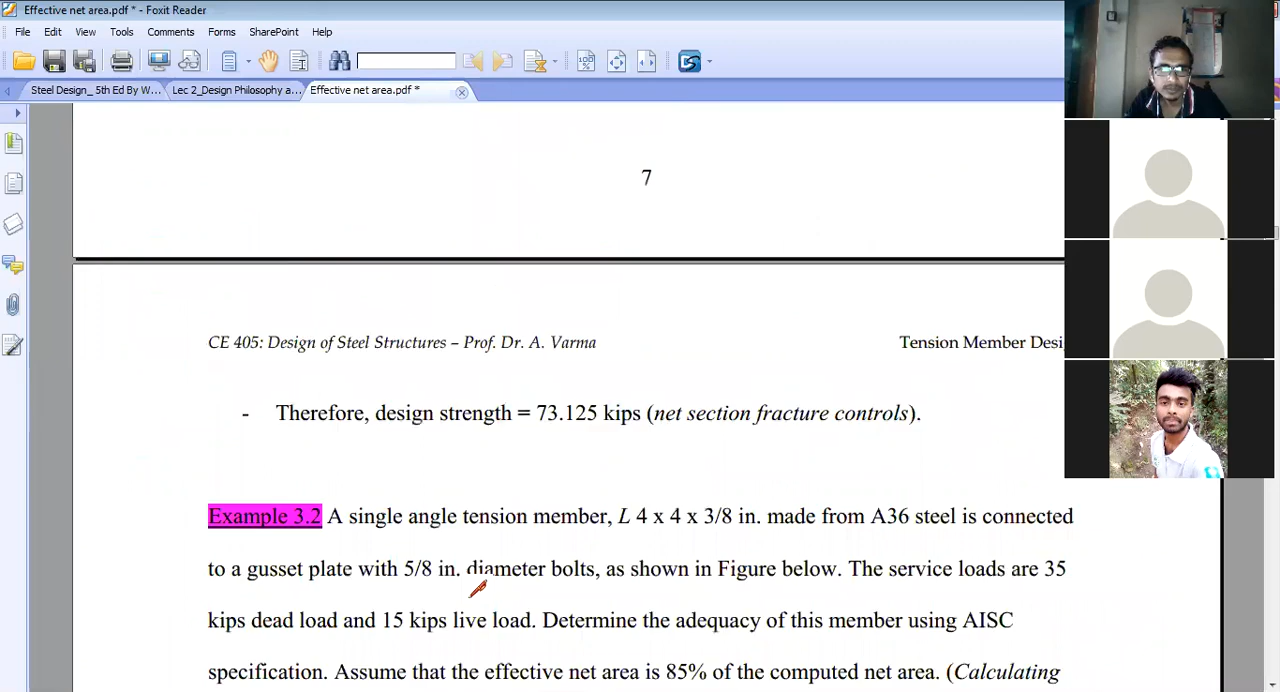 Effective net area.pdf * - Foxit Reader
File Edit View Tools Comments Forms SharePoint Help
Steel Design_ 5th Ed By W... Lec 2_Design Philosophy a... Effective net area.pdf *
7
CE 405: Design of Steel Structures – Prof. Dr. A. Varma Tension Member Desig
- Therefore, design strength = 73.125 kips (net section fracture controls).
Example 3.2 A single angle tension member, L 4 x 4 x 3/8 in. made from A36 steel is connected
to a gusset plate with 5/8 in. diameter bolts, as shown in Figure below. The service loads are 35
kips dead load and 15 kips live load. Determine the adequacy of this member using AISC
specification. Assume that the effective net area is 85% of the computed net area. (Calculating